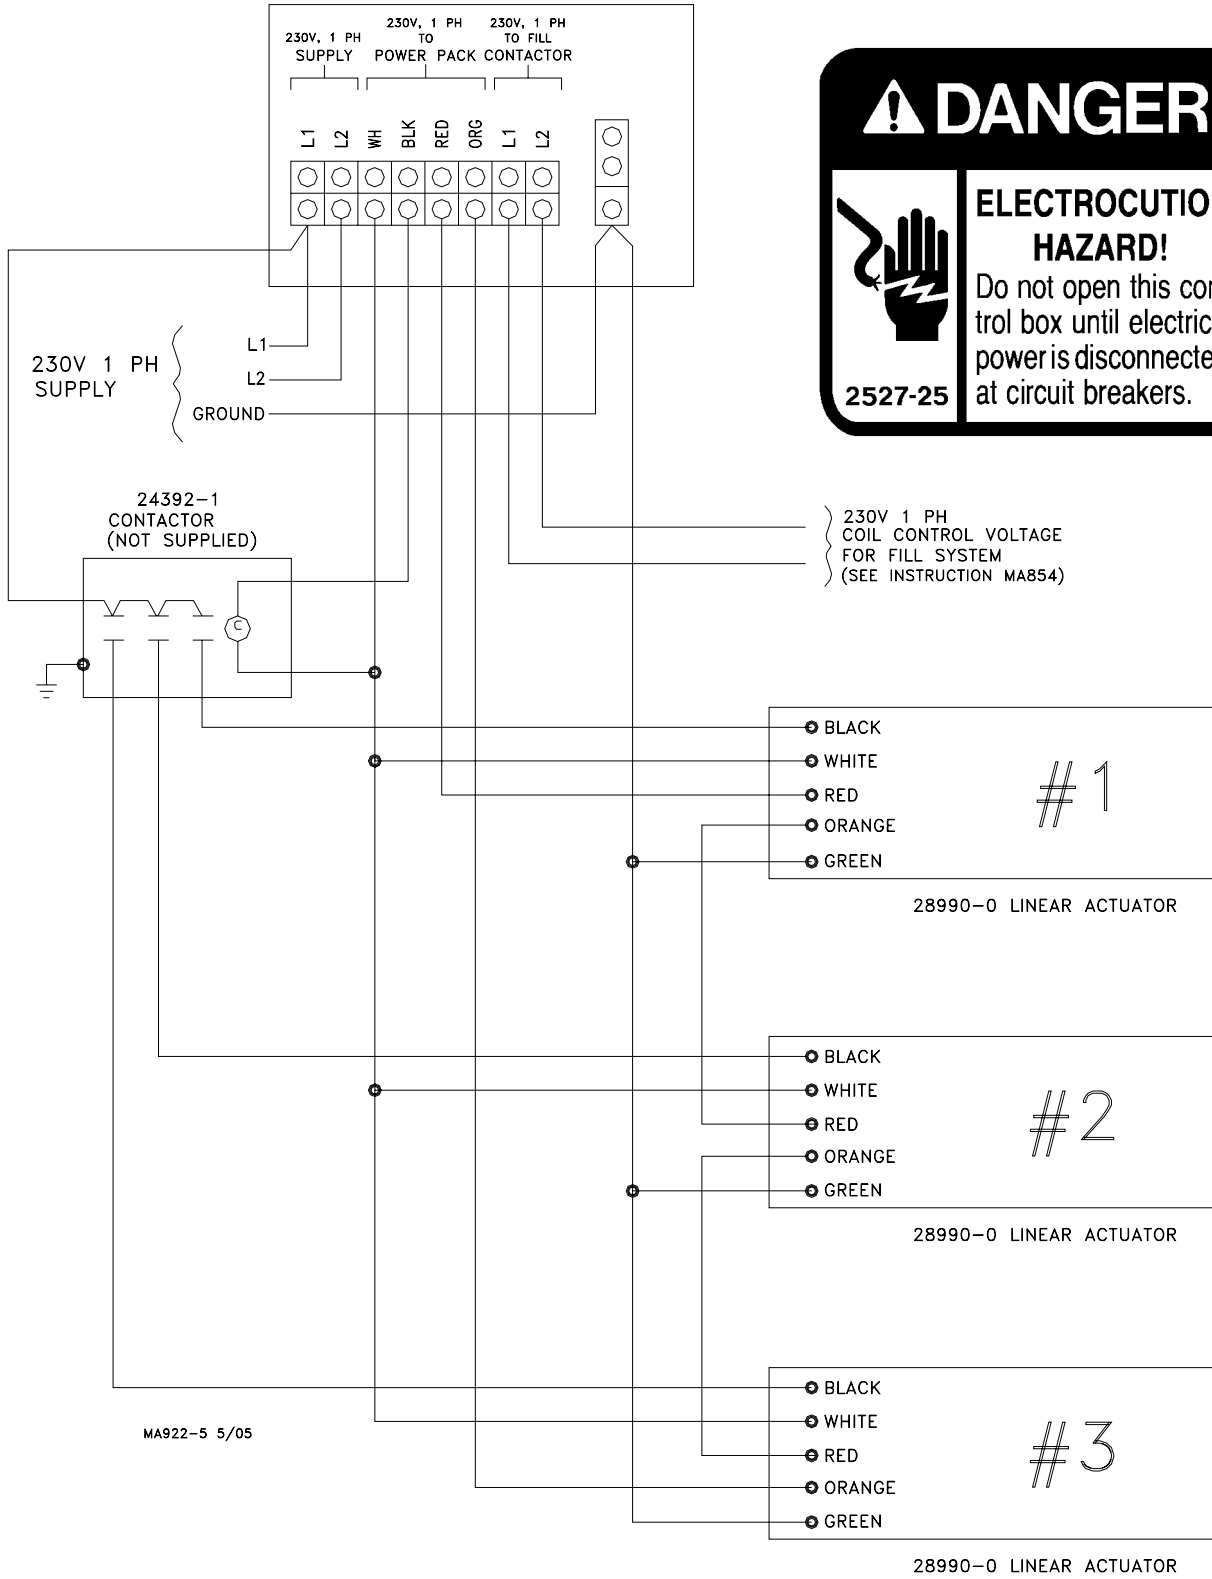 230V, 1 PH
SUPPLY
230V, 1 PH
TO
POWER PACK
230V, 1 PH
TO FILL
CONTACTOR
L1
L2
WH
BLK
RED
ORG
L1
L2
DANGER
ELECTROCUTIO
HAZARD!
Do not open this con
trol box until electric
power is disconnecte
at circuit breakers.
2527-25
230V 1 PH
SUPPLY
L1
L2
GROUND
24392-1
CONTACTOR
(NOT SUPPLIED)
C
230V 1 PH
COIL CONTROL VOLTAGE
FOR FILL SYSTEM
(SEE INSTRUCTION MA854)
BLACK
WHITE
RED
ORANGE
GREEN
#1
28990-0 LINEAR ACTUATOR
BLACK
WHITE
RED
ORANGE
GREEN
#2
28990-0 LINEAR ACTUATOR
BLACK
WHITE
RED
ORANGE
GREEN
#3
28990-0 LINEAR ACTUATOR
MA922-5 5/05